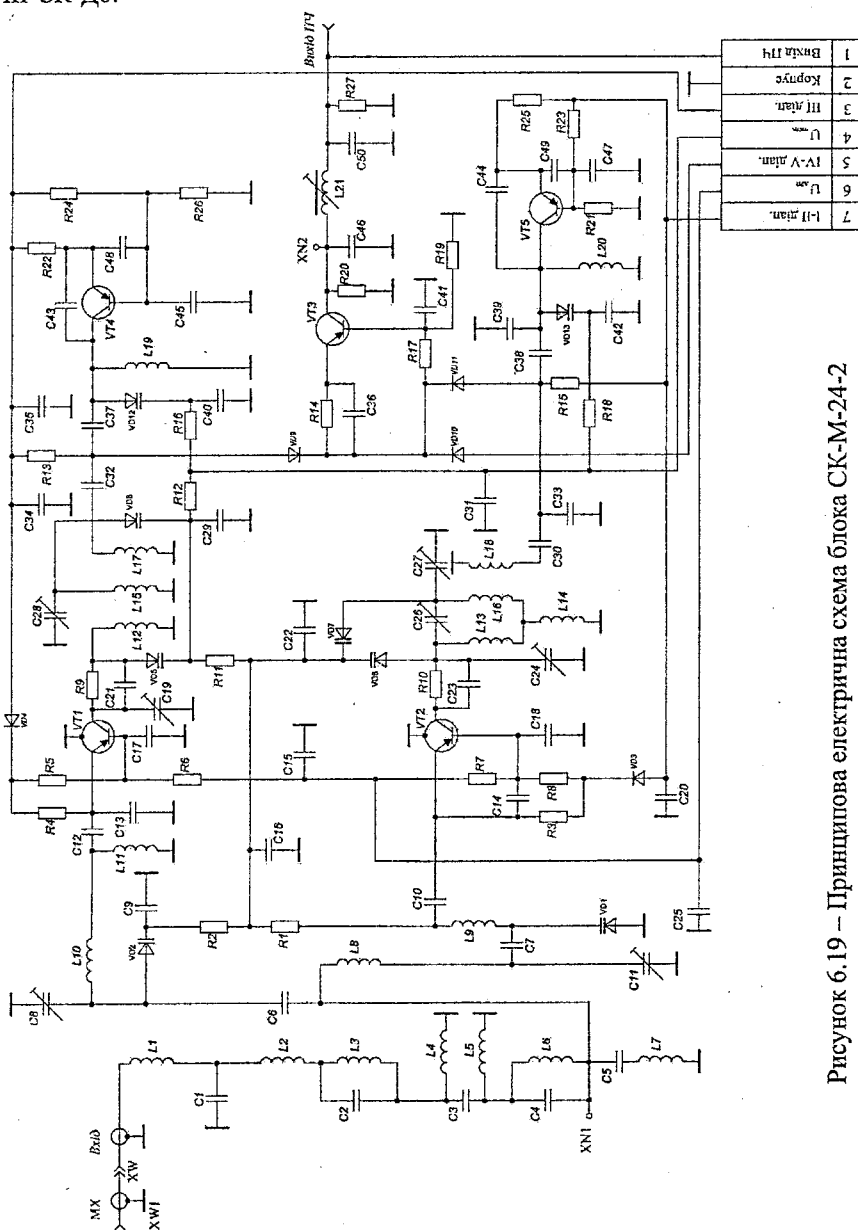 MX
XW1
XW
Вхід
L1
C1
L2
C2
L3
L4
C3
L5
C4
L6
XN1
C5
L7
C8
L10
C6
VD2
C9
R2
R1
L8
C7
L9
C11
VD1
C25
R4
C12
C13
L11
C16
C10
R5
R6
C17
VT1
C15
R7
C14
R8
R3
VD3
C20
C18
VT2
VD4
R9
C21
C19
VD5
R11
C22
R10
C23
C24
VD6
VD7
C26
C27
L13
L16
L14
C28
L12
L15
L17
VD8
C29
R12
C34
R13
C32
C35
C37
VD12
R16
C40
VD9
C31
L18
C30
C33
R14
C36
VD10
VD11
R17
C41
R19
VT3
R20
C46
XN2
L21
C50
R27
Вихід ПЧ
R22
R24
C43
C48
VT4
R26
C45
L19
C39
C38
R15
R18
VD13
C42
L20
VT5
C44
C49
R25
R23
C47
R21
1 Вихід ПЧ
2 Корпус
3 III діап.
4 U
5 IV-V діап.
6 U
7 I-II діап.
Рисунок 6.19 – Принципова електрична схема блока СК-М-24-2